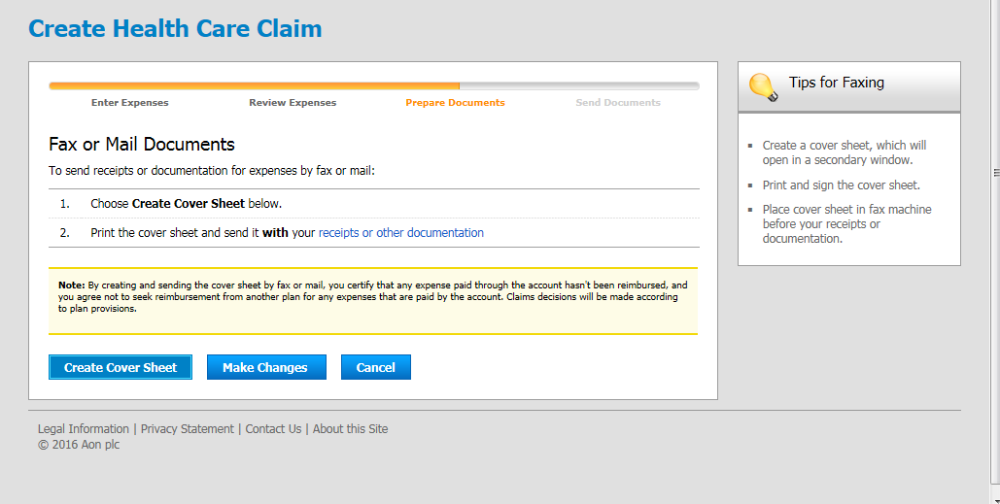 Create Health Care Claim
Enter Expenses
Review Expenses
Prepare Documents
Send Documents
Fax or Mail Documents
To send receipts or documentation for expenses by fax or mail:
1. Choose Create Cover Sheet below.
2. Print the cover sheet and send it with your receipts or other documentation
Note: By creating and sending the cover sheet by fax or mail, you certify that any expense paid through the account hasn't been reimbursed, and
you agree not to seek reimbursement from another plan for any expenses that are paid by the account. Claims decisions will be made according
to plan provisions.
Create Cover Sheet
Make Changes
Cancel
Tips for Faxing
▪ Create a cover sheet, which will
open in a secondary window.
▪ Print and sign the cover sheet.
▪ Place cover sheet in fax machine
before your receipts or
documentation.
Legal Information | Privacy Statement | Contact Us | About this Site
© 2016 Aon plc